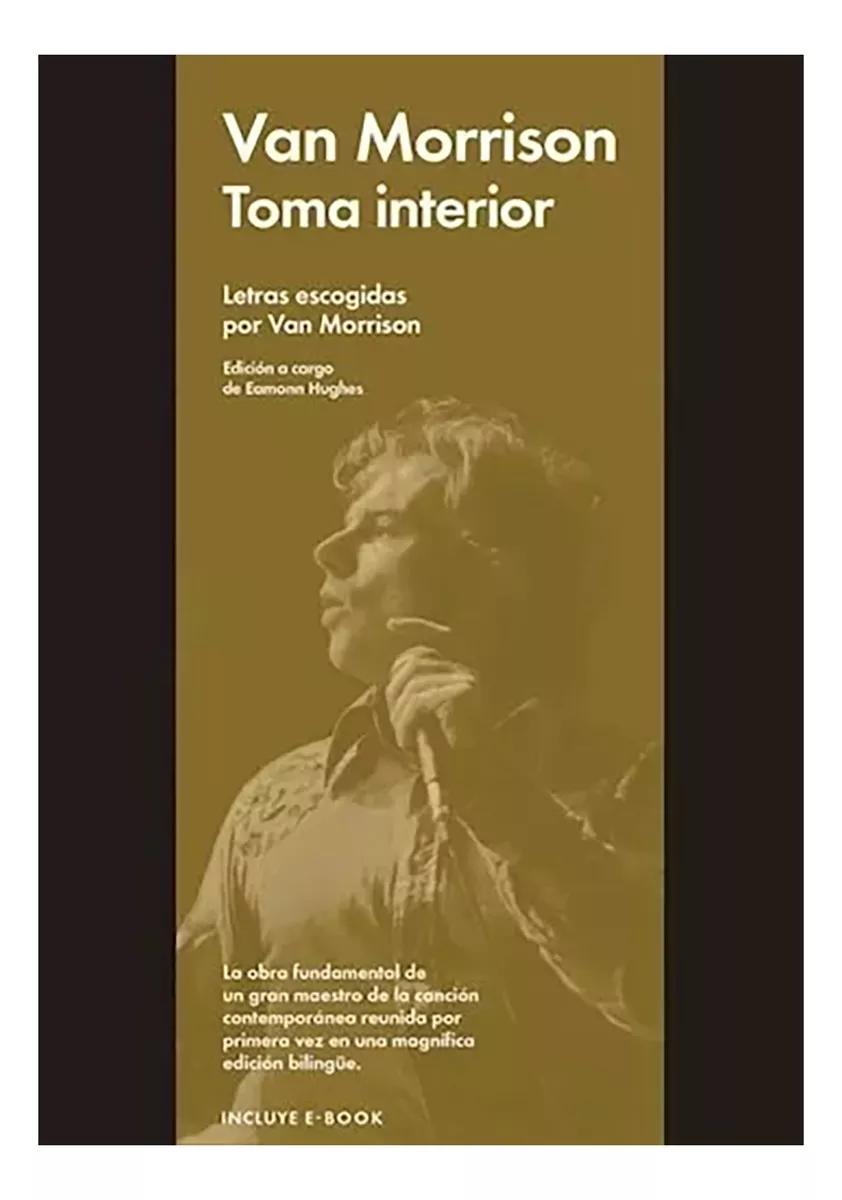 Van Morrison
Toma interior
Letras escogidas
por Van Morrison
Edición a cargo
de Eamonn Hughes
La obra fundamental de
un gran maestro de la canción
contemporánea reunida por
primera vez en una magnífica
edición bilingüe.
INCLUYE E-BOOK